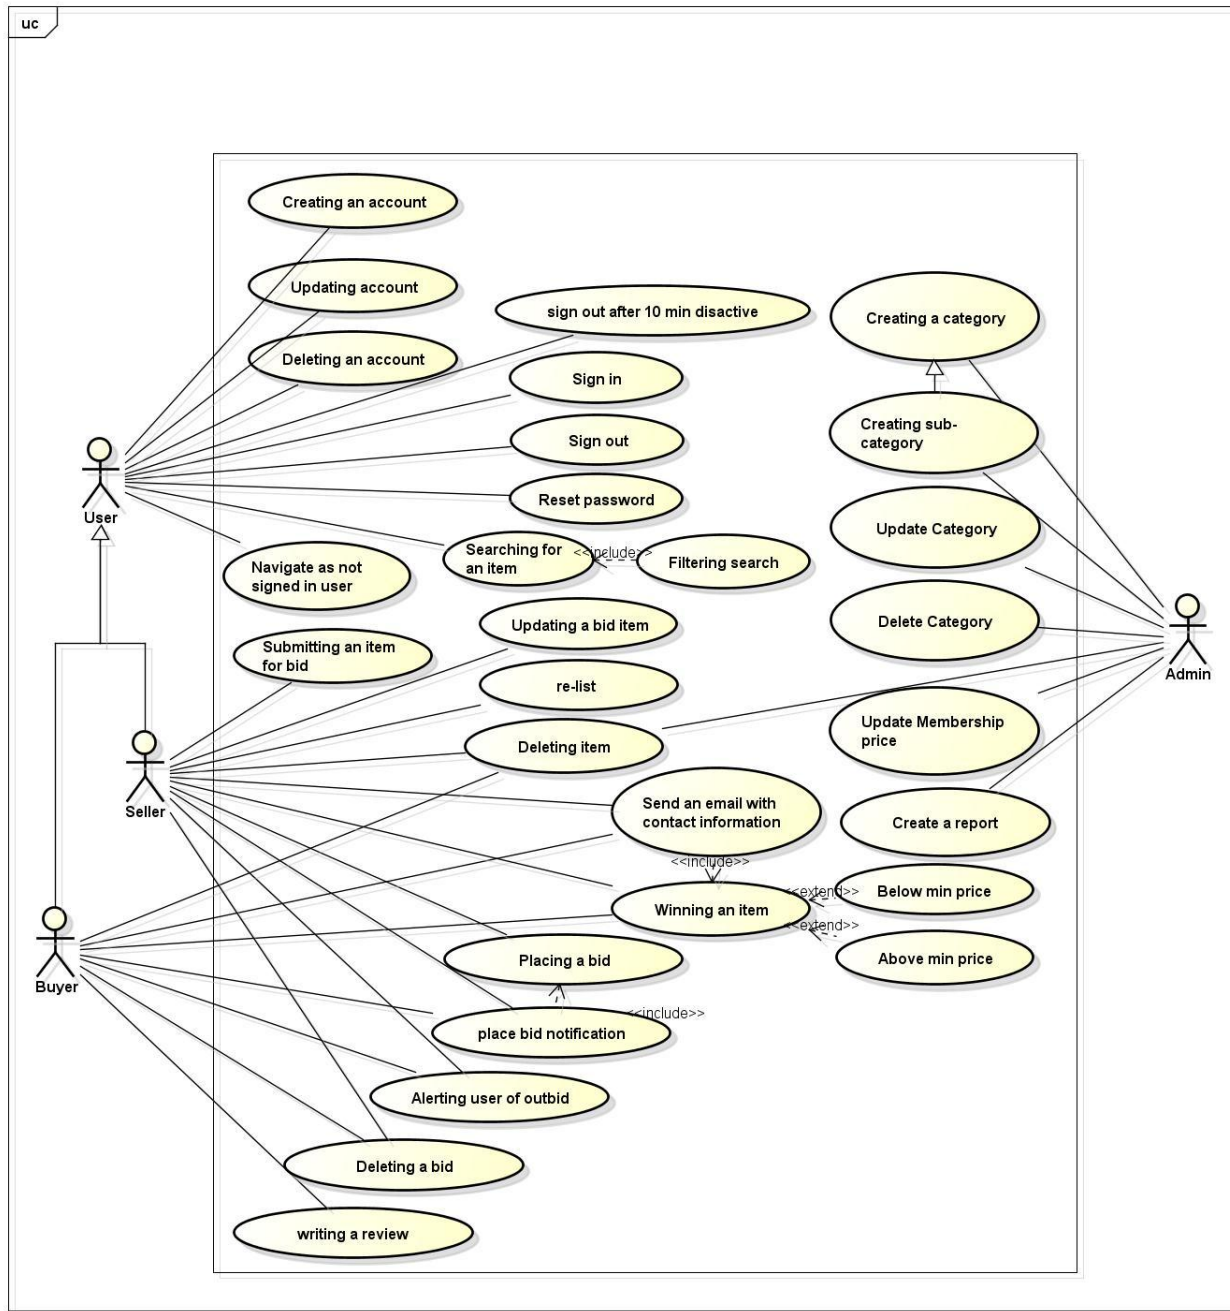 uc
Creating an account
Updating account
sign out after 10 min disactive
Creating a category
Deleting an account
Sign in
Creating sub-
category
Sign out
Reset password
User
Update Category
Searching for
an item
<<include>>
Filtering search
Navigate as not
signed in user
Updating a bid item
Delete Category
Submitting an item
for bid
Admin
re-list
Update Membership
price
Deleting item
Seller
Send an email with
contact information
Create a report
<<include>>
Below min price
<<extend>>
Winning an item
<<extend>>
Above min price
Placing a bid
Buyer
<<include>>
place bid notification
Alerting user of outbid
Deleting a bid
writing a review